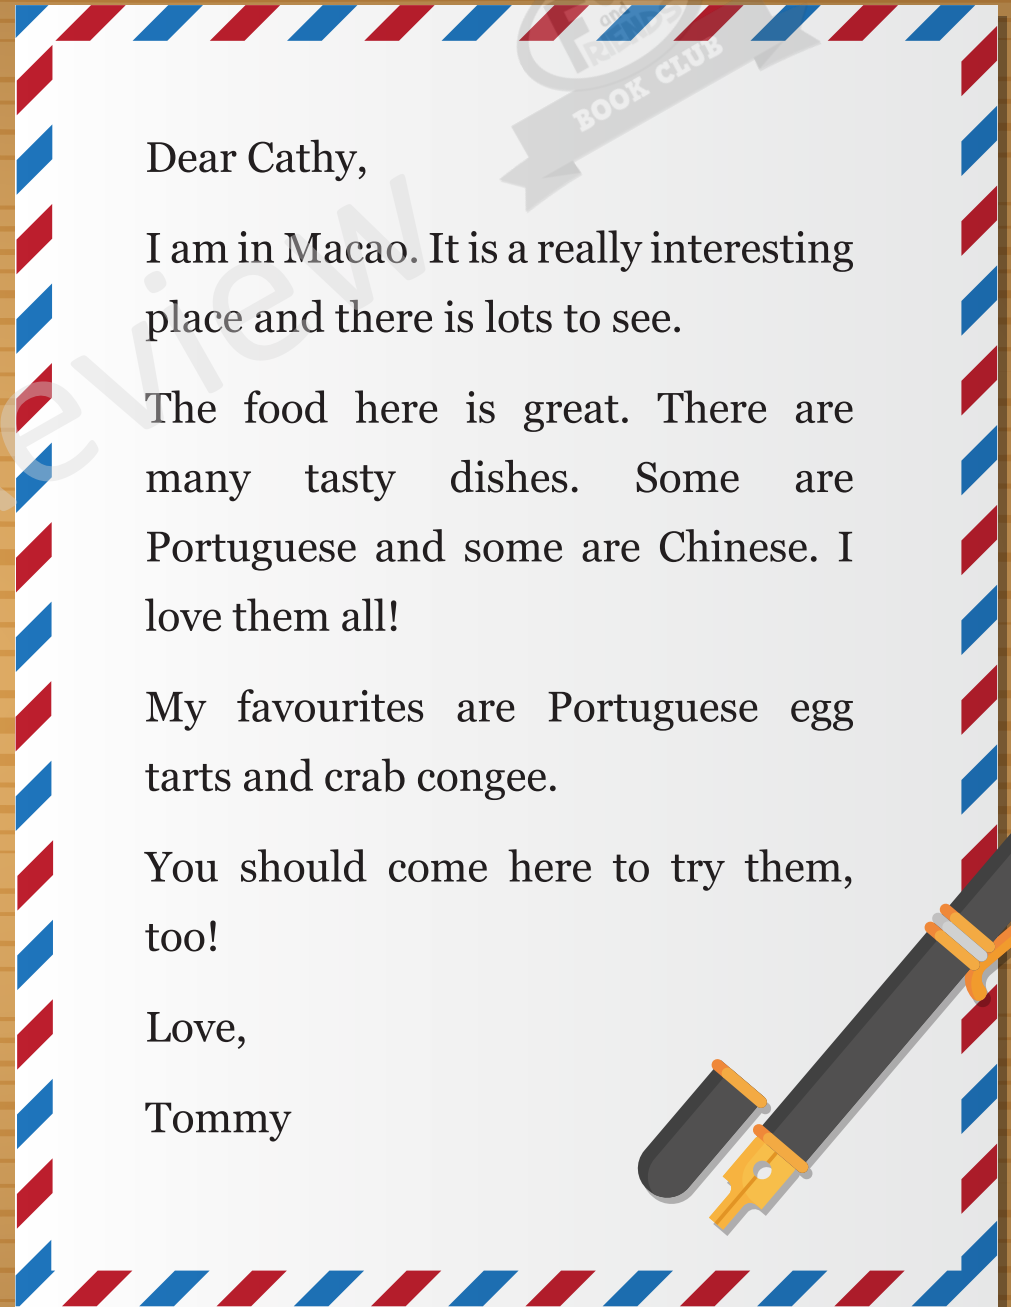 and
FRIENDS
BOOK CLUB
Dear Cathy,
I am in Macao. It is a really interesting
place and there is lots to see.
The food here is great. There are
many tasty dishes. Some are
Portuguese and some are Chinese. I
love them all!
My favourites are Portuguese egg
tarts and crab congee.
You should come here to try them,
too!
Love,
Tommy